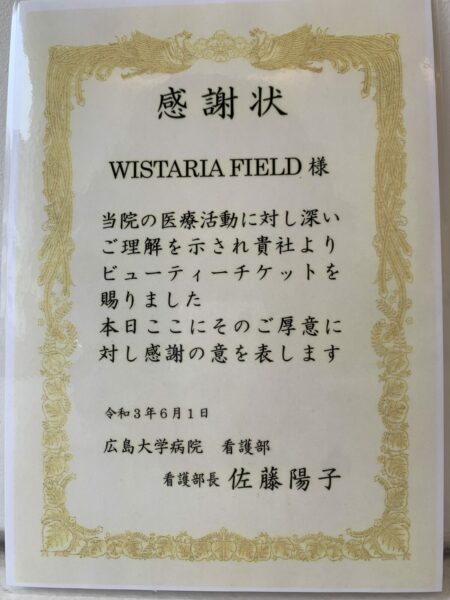 感謝状
WISTARIA FIELD 様
当院の医療活動に対し深い
ご理解を示され貴社より
ビューティーチケットを
賜りました
本日ここにそのご厚意に
対し感謝の意を表します
令和3年6月1日
広島大学病院　看護部
看護部長 佐藤陽子